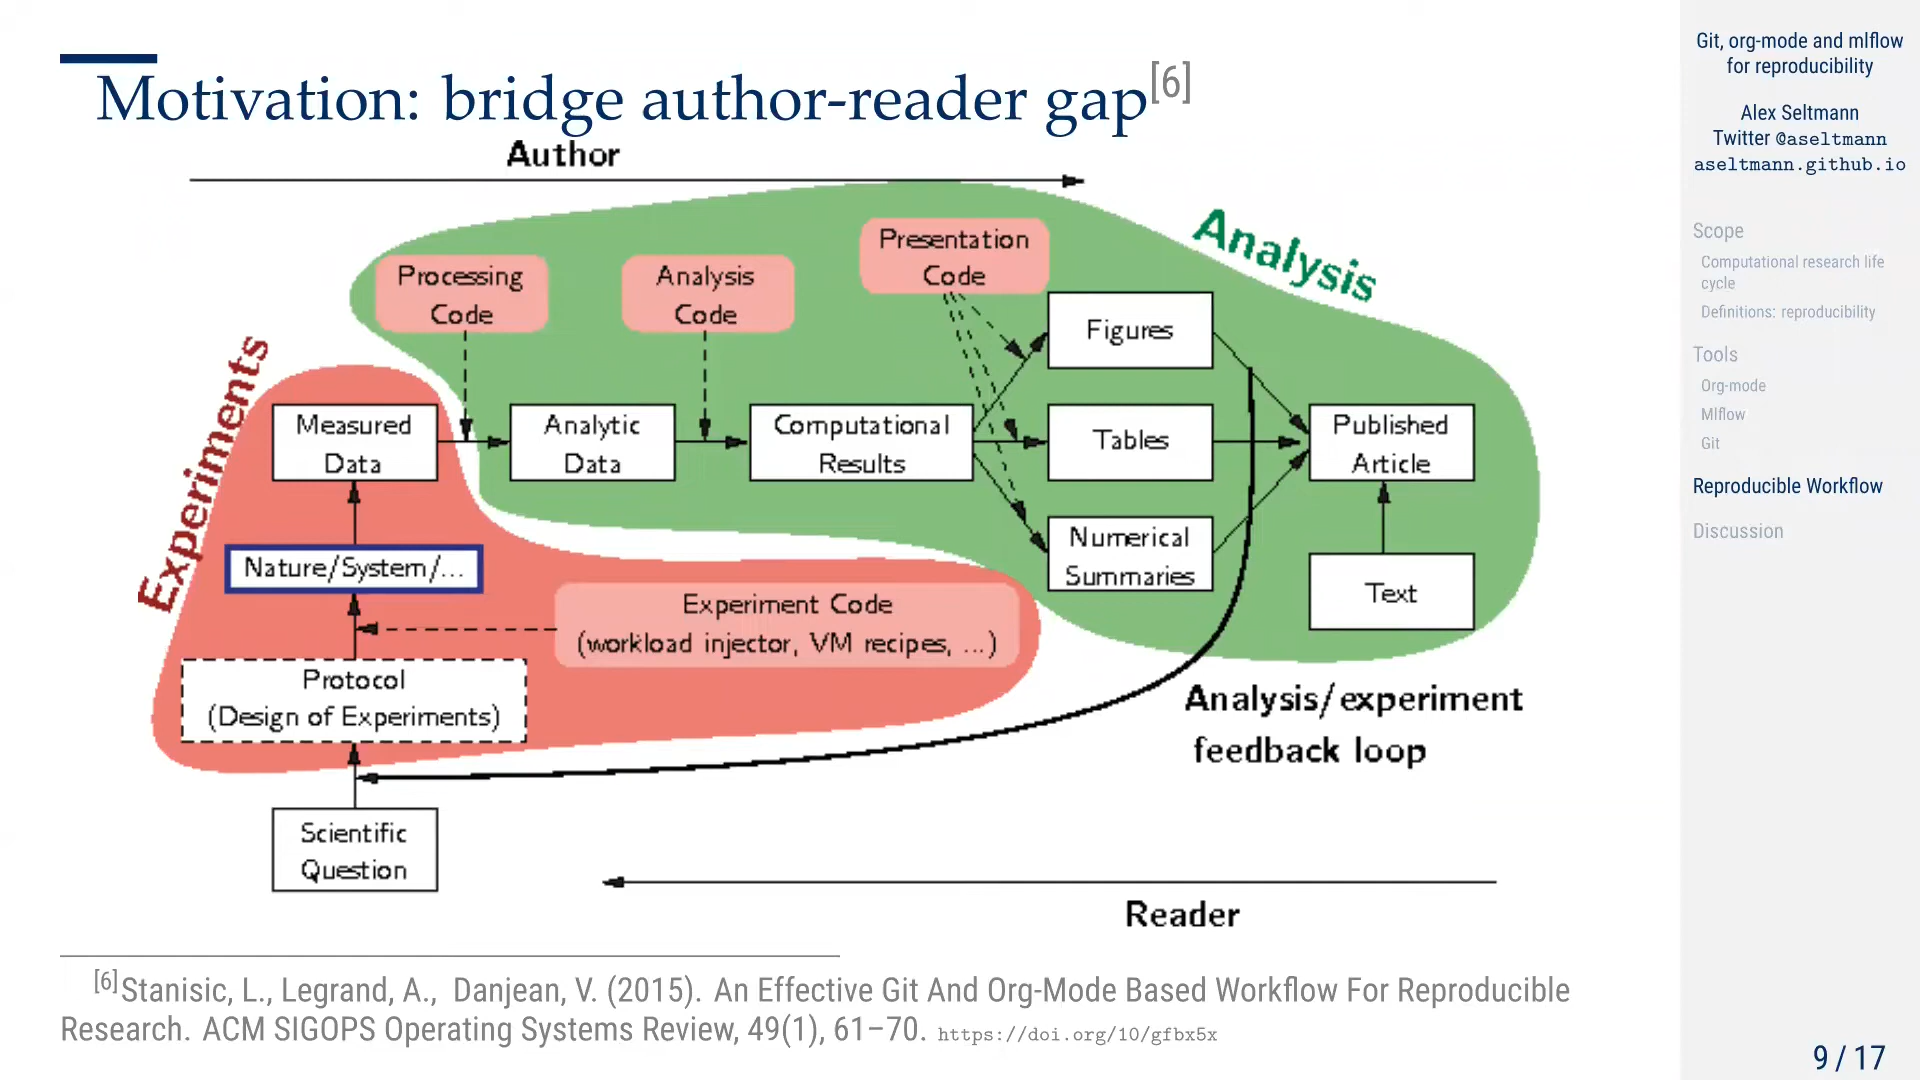 Motivation: bridge author-reader gap[6]
Author
Analysis
Experiments
Processing
Code
Analysis
Code
Presentation
Code
Figures
Measured
Data
Analytic
Data
Computational
Results
Tables
Published
Article
Numerical
Summaries
Nature/System/...
Text
Experiment Code
(workload injector, VM recipes, ...)
Protocol
(Design of Experiments)
Analysis/experiment
feedback loop
Scientific
Question
Reader
[6]Stanisic, L., Legrand, A., Danjean, V. (2015). An Effective Git And Org-Mode Based Workflow For Reproducible
Research. ACM SIGOPS Operating Systems Review, 49(1), 61–70. https://doi.org/10/gfbx5x
Git, org-mode and mlflow
for reproducibility
Alex Seltmann
Twitter @aseltmann
aseltmann.github.io
Scope
Computational research life
cycle
Definitions: reproducibility
Tools
Org-mode
Mlflow
Git
Reproducible Workflow
Discussion
9 / 17